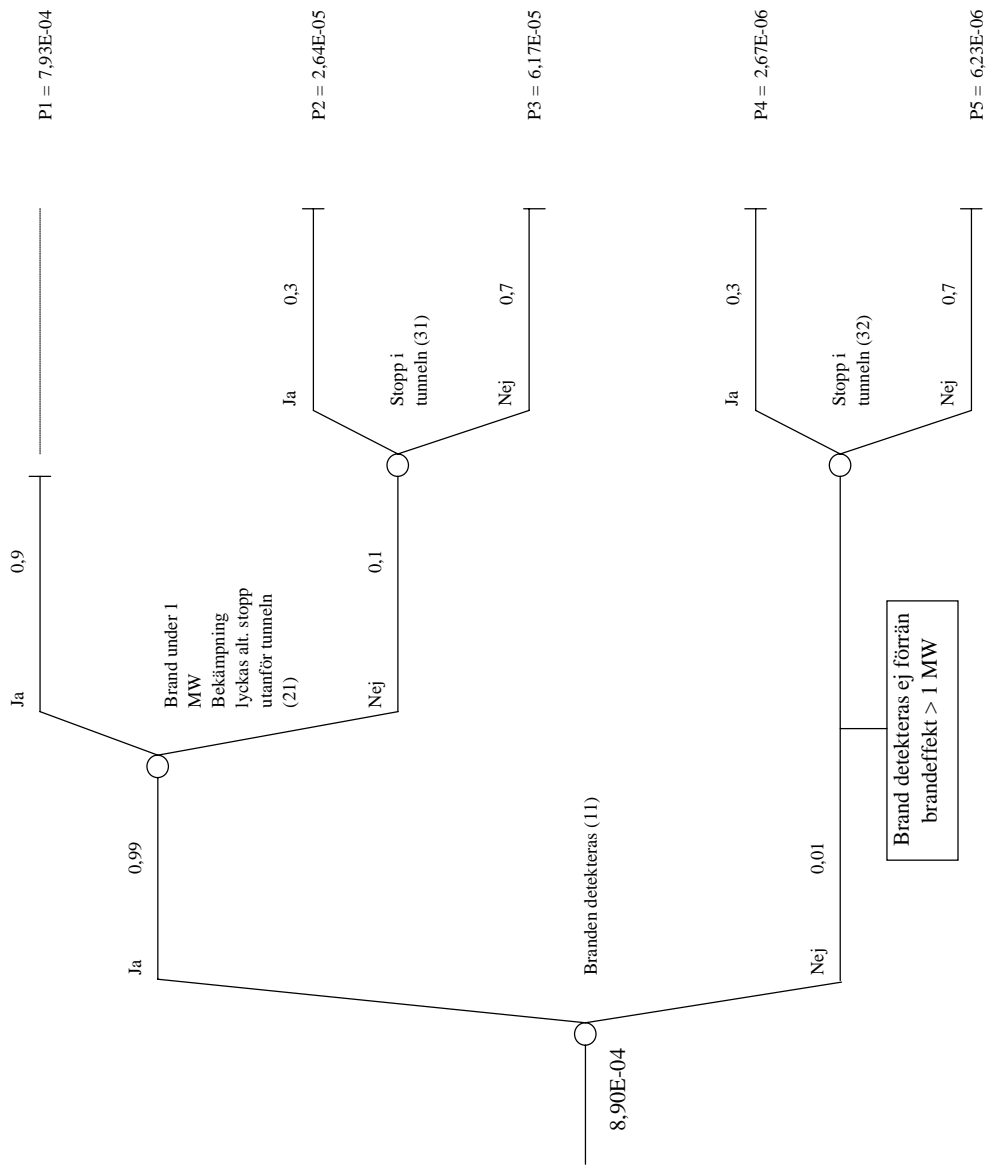 8,90E-04
Branden detekteras (11)
Ja
0,99
Nej
0,01
Brand detekteras ej förrän
brandeffekt > 1 MW
Brand under 1
MW
Bekämpning
lyckas alt. stopp
utanför tunneln
(21)
Ja
0,9
Nej
0,1
Stopp i
tunneln (31)
Ja
0,3
Nej
0,7
Stopp i
tunneln (32)
Ja
0,3
Nej
0,7
P1 = 7,93E-04
P2 = 2,64E-05
P3 = 6,17E-05
P4 = 2,67E-06
P5 = 6,23E-06